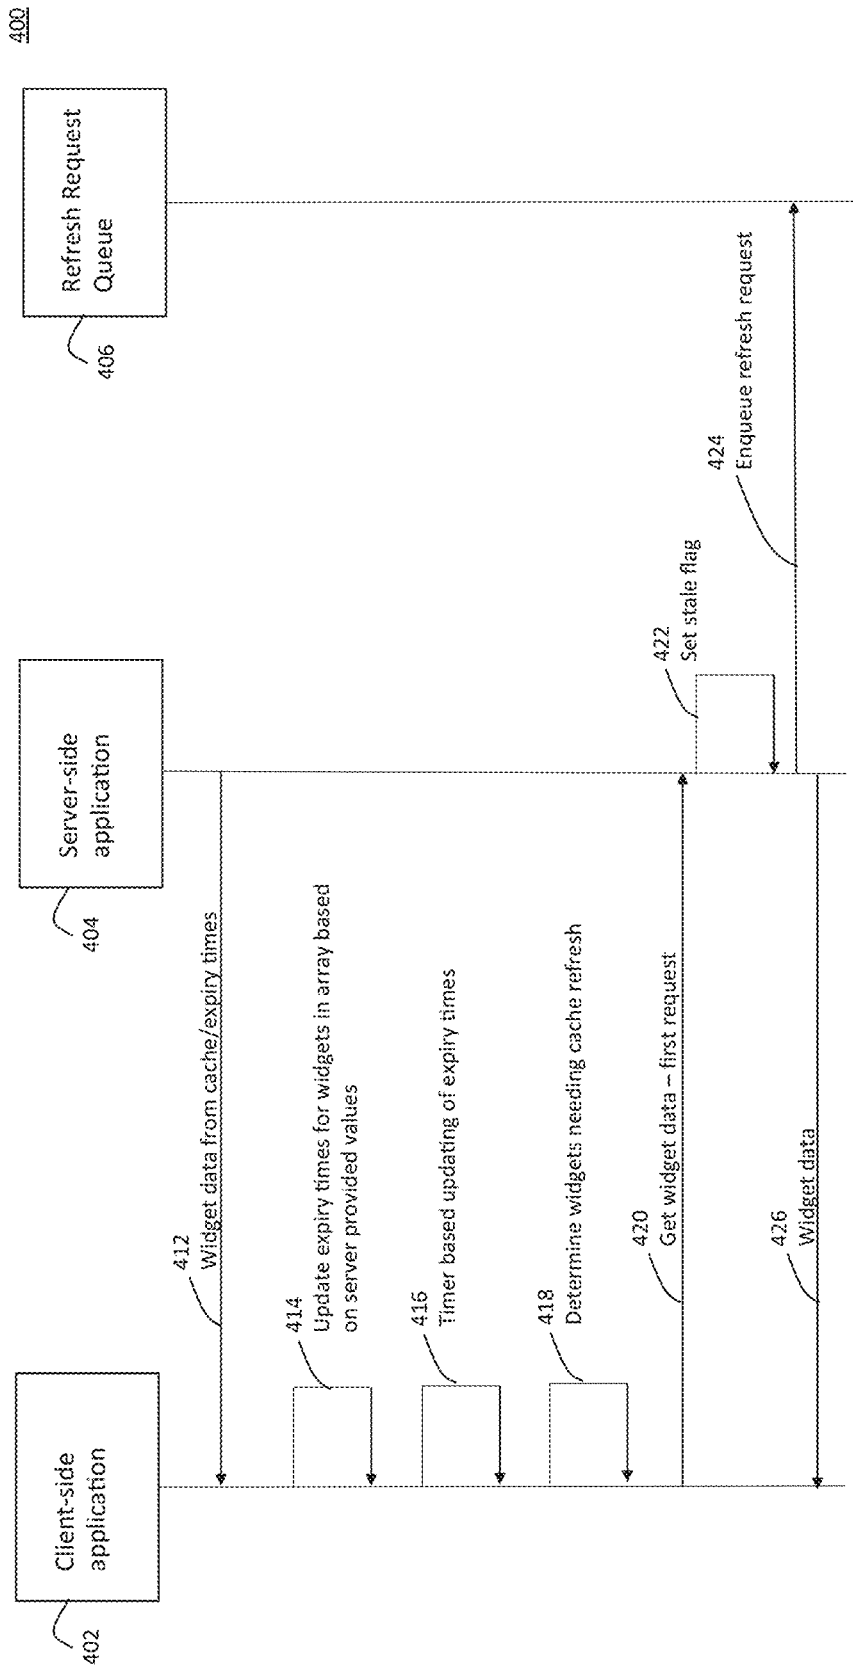 400
Client-side
application
402
Server-side
application
404
Refresh Request
Queue
406
412
Widget data from cache/expiry times
414
Update expiry times for widgets in array based
on server provided values
416
Timer based updating of expiry times
418
Determine widgets needing cache refresh
420
Get widget data – first request
422
Set stale flag
424
Enqueue refresh request
426
Widget data